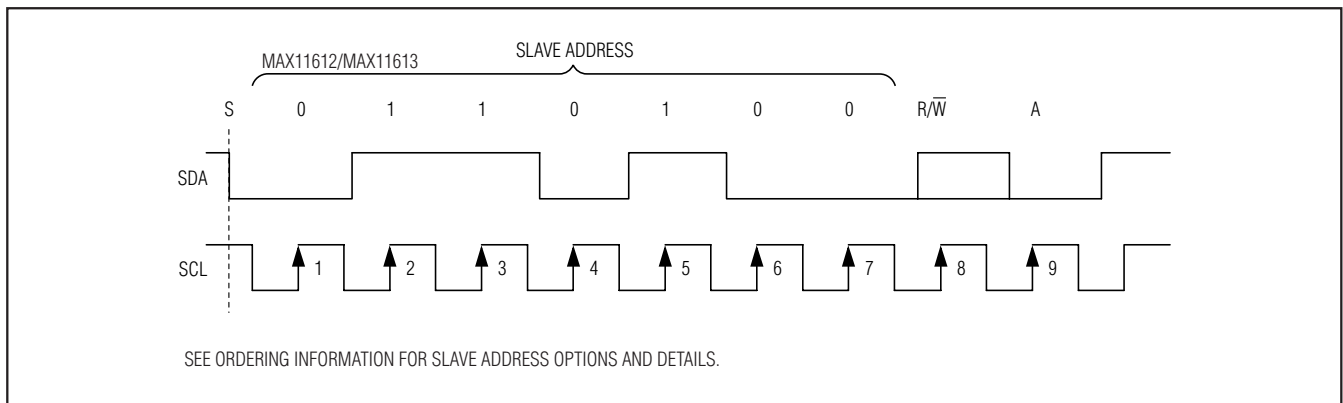 SLAVE ADDRESS
MAX11612/MAX11613
S 0 1 1 0 1 0 0 R/W̅ A
SDA
SCL 1 2 3 4 5 6 7 8 9
SEE ORDERING INFORMATION FOR SLAVE ADDRESS OPTIONS AND DETAILS.